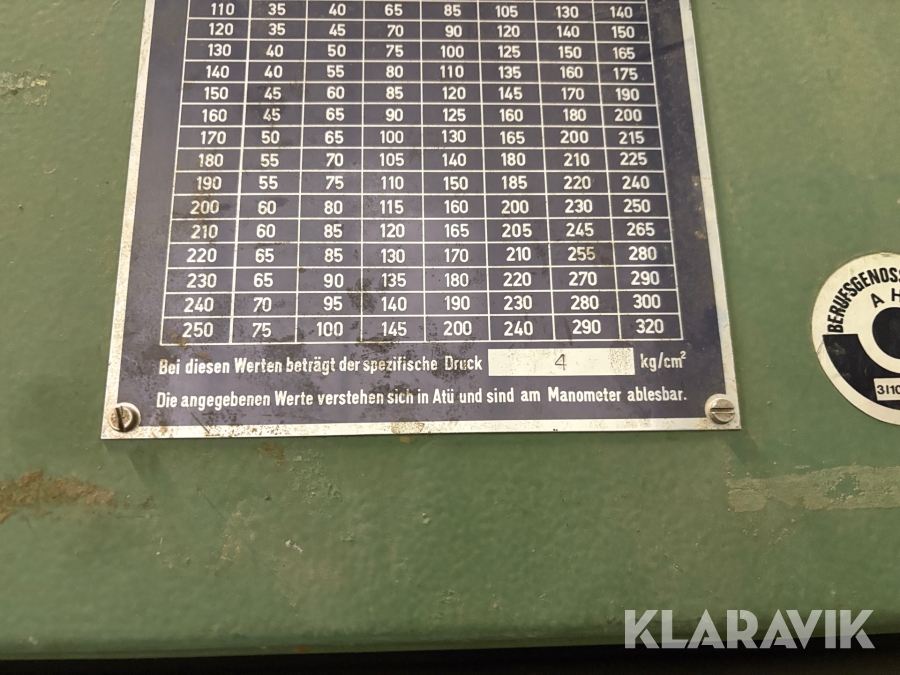 110 35 40 65 85 105 130 140
120 35 45 70 90 120 140 150
130 40 50 75 100 125 150 165
140 40 55 80 110 135 160 175
150 45 60 85 120 145 170 190
160 45 65 90 125 160 180 200
170 50 65 100 130 165 200 215
180 55 70 105 140 180 210 225
190 55 75 110 150 185 220 240
200 60 80 115 160 200 230 250
210 60 85 120 165 205 245 265
220 65 85 130 170 210 255 280
230 65 90 135 180 220 270 290
240 70 95 140 190 230 280 300
250 75 100 145 200 240 290 320
Bei diesen Werten beträgt der spezifische Druck 4 kg/cm²
Die angegebenen Werte verstehen sich in Atü und sind am Manometer ablesbar.
KLARAVIK